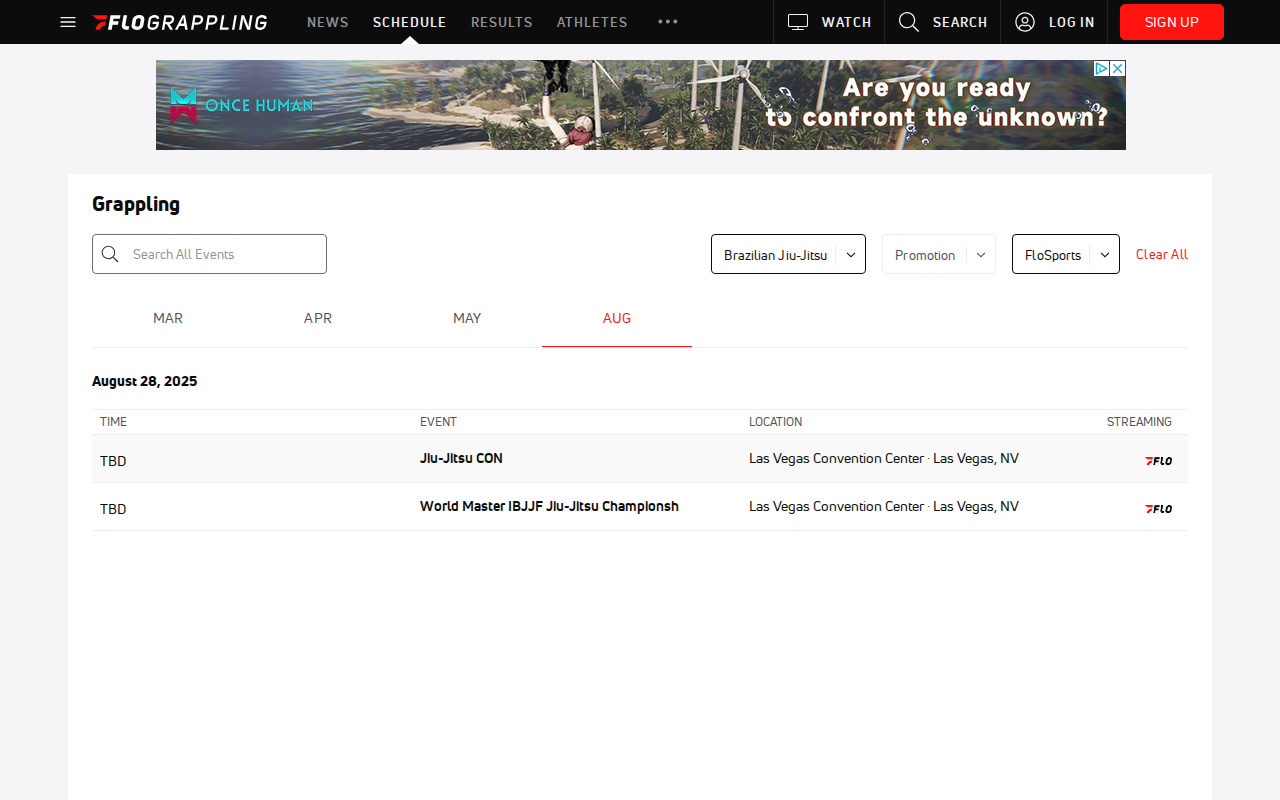 FLOGRAPPLING NEWS SCHEDULE RESULTS ATHLETES ••• WATCH SEARCH LOG IN SIGN UP
ONCE HUMAN
Are you ready
to confront the unknown?
Grappling
Search All Events Brazilian Jiu-Jitsu Promotion FloSports Clear All
MAR APR MAY AUG
August 28, 2025
TIME EVENT LOCATION STREAMING
TBD Jiu-Jitsu CON Las Vegas Convention Center · Las Vegas, NV FLO
TBD World Master IBJJF Jiu-Jitsu Championsh Las Vegas Convention Center · Las Vegas, NV FLO